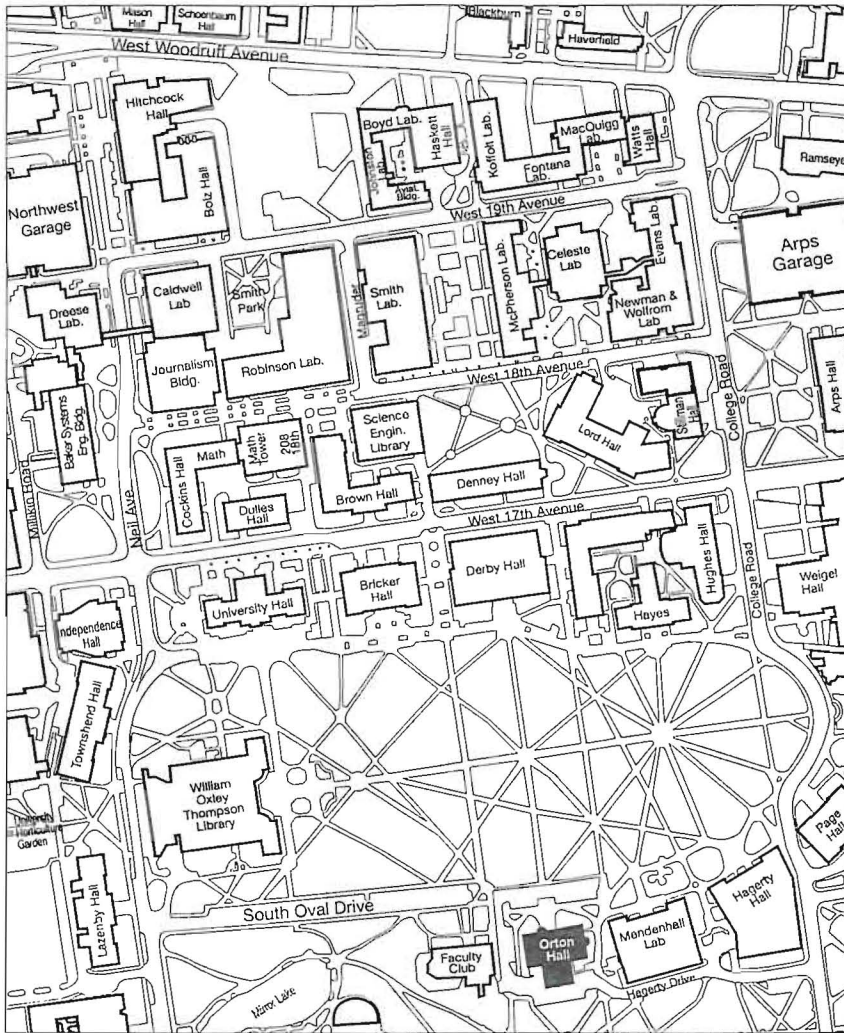 Mason
Hall
Schoenbaum
Hall
Blackburn
Haverfield
West Woodruff Avenue
Hitchcock
Hall
Boyd Lab.
Haskett
Hall
Koffolt Lab.
MacQuigg
Lab.
Watts
Hall
Johnston
Lab.
Fontana
Lab.
Aviat.
Bldg.
Ramseye
Bolz Hall
Northwest
Garage
West 19th Avenue
Arps
Garage
Dreese
Lab.
Caldwell
Lab
Smith
Park
Smith
Lab.
McPherson Lab.
Celeste
Lab
Evans Lab.
Newman &
Wolfrom Lab
Journalism
Bldg.
Robinson Lab.
West 18th Avenue
College Road
Arps Hall
Baker Systems
Eng. Bldg.
Science
Engin.
Library
Lord Hall
Hall
Math
Math
Tower
208
18th
Cockins Hall
Brown Hall
Denney Hall
Dulles
Hall
Millikin Road
Neil Ave
West 17th Avenue
Hughes Hall
College Road
Weigel
Hall
University Hall
Bricker
Hall
Derby Hall
Hayes
ndependence
Hall
Townshend Hall
William
Oxley
Thompson
Library
University
Horticulture
Garden
Page
Hall
Lazenby Hall
South Oval Drive
Hagerty
Hall
Faculty
Club
Orton
Hall
Mendenhall
Lab
Hagerty Drive
Mirror Lake